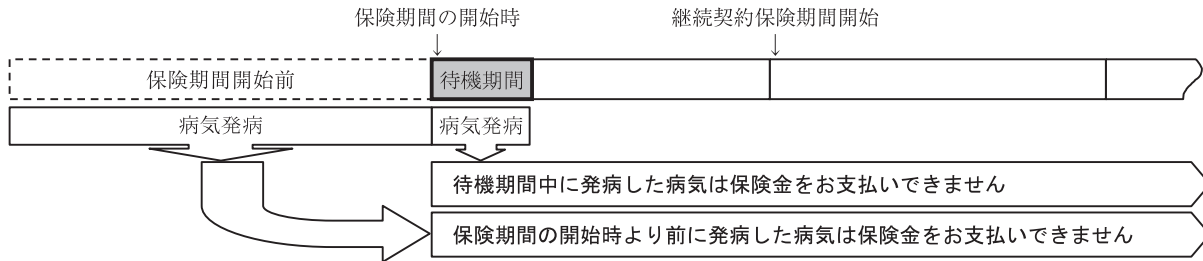 保険期間の開始時
継続契約保険期間開始
↓
↓
保険期間開始前
待機期間
病気発病
病気発病
待機期間中に発病した病気は保険金をお支払いできません
保険期間の開始時より前に発病した病気は保険金をお支払いできません